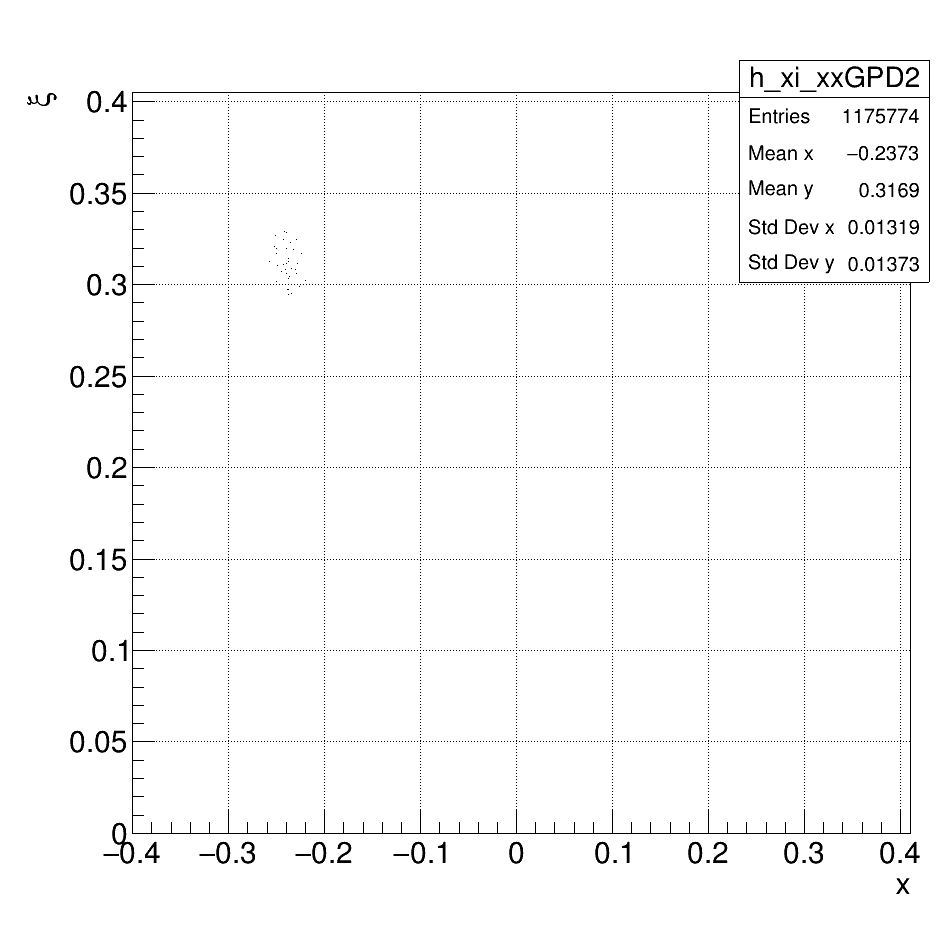 h_xi_xxGPD2
Entries 1175774
Mean x −0.2373
Mean y 0.3169
Std Dev x 0.01319
Std Dev y 0.01373
ξ
0.4
0.35
0.3
0.25
0.2
0.15
0.1
0.05
0
−0.4 −0.3 −0.2 −0.1 0 0.1 0.2 0.3 0.4
x